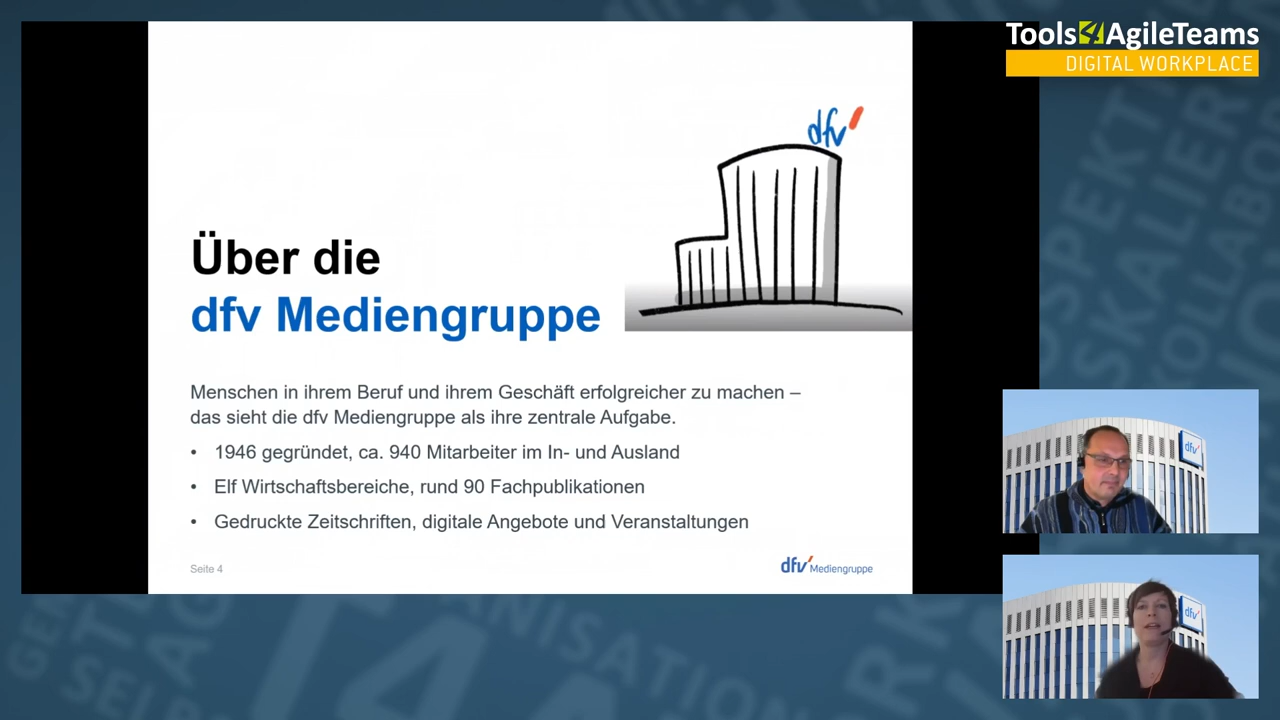 Tools4AgileTeams
DIGITAL WORKPLACE
dfv
Über die
dfv Mediengruppe
Menschen in ihrem Beruf und ihrem Geschäft erfolgreicher zu machen –
das sieht die dfv Mediengruppe als ihre zentrale Aufgabe.
• 1946 gegründet, ca. 940 Mitarbeiter im In- und Ausland
• Elf Wirtschaftsbereiche, rund 90 Fachpublikationen
• Gedruckte Zeitschriften, digitale Angebote und Veranstaltungen
Seite 4
dfv Mediengruppe
dfv
dfv